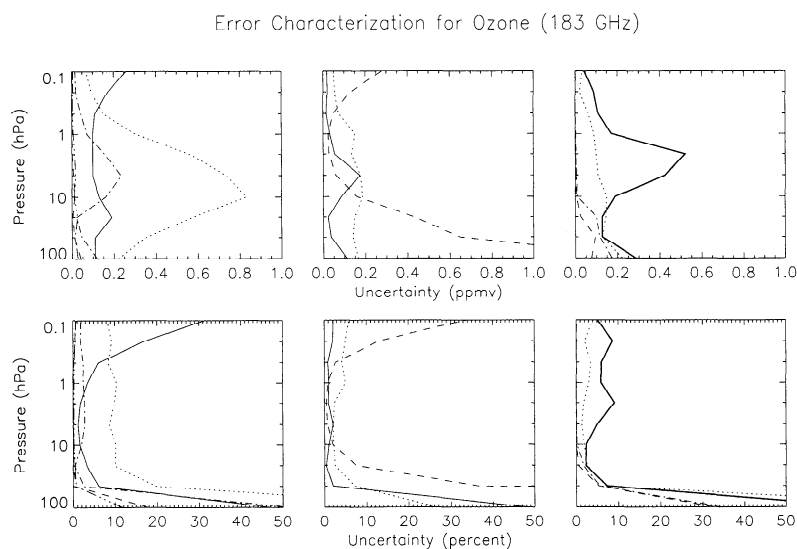 Error Characterization for Ozone (183 GHz)
0.1
1
10
100
Pressure (hPa)
0.0 0.2 0.4 0.6 0.8 1.0
0.0 0.2 0.4 0.6 0.8 1.0
0.0 0.2 0.4 0.6 0.8 1.0
Uncertainty (ppmv)
0.1
1
10
100
Pressure (hPa)
0 10 20 30 40 50
0 10 20 30 40 50
0 10 20 30 40 50
Uncertainty (percent)